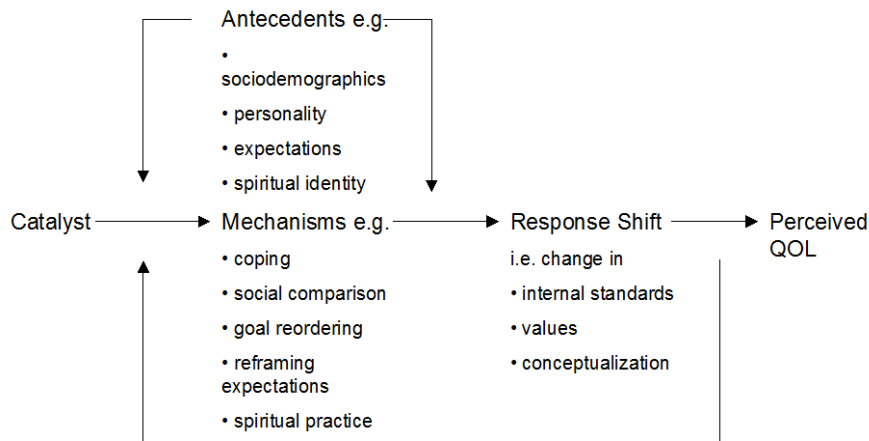 Antecedents e.g.
•
sociodemographics
• personality
• expectations
• spiritual identity
Catalyst
Mechanisms e.g.
• coping
• social comparison
• goal reordering
• reframing
expectations
• spiritual practice
Response Shift
i.e. change in
• internal standards
• values
• conceptualization
Perceived
QOL